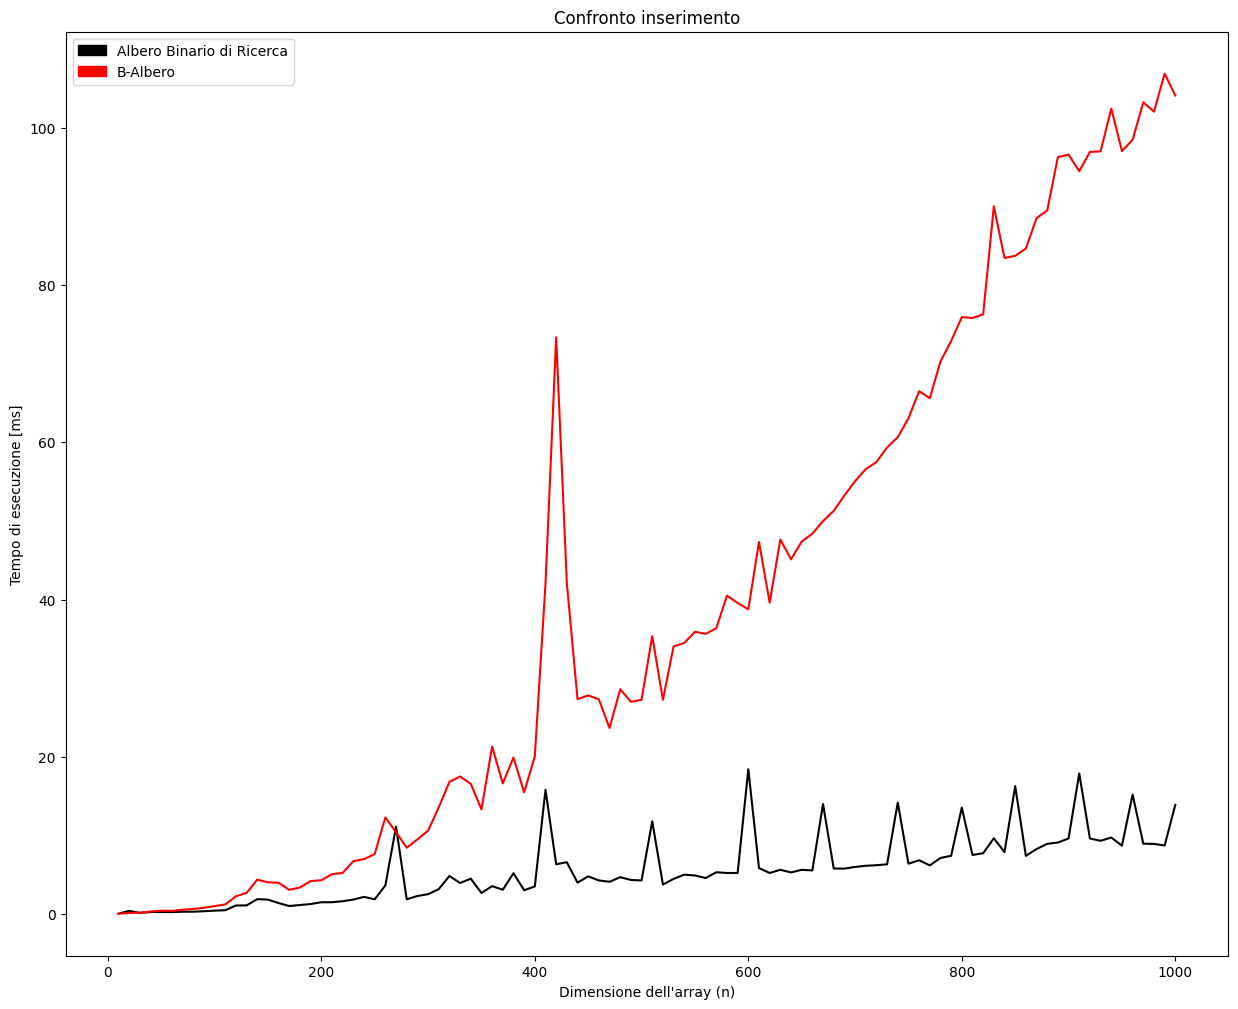 Confronto inserimento
Albero Binario di Ricerca
B-Albero
Tempo di esecuzione [ms]
100
80
60
40
20
0
0 200 400 600 800 1000
Dimensione dell'array (n)